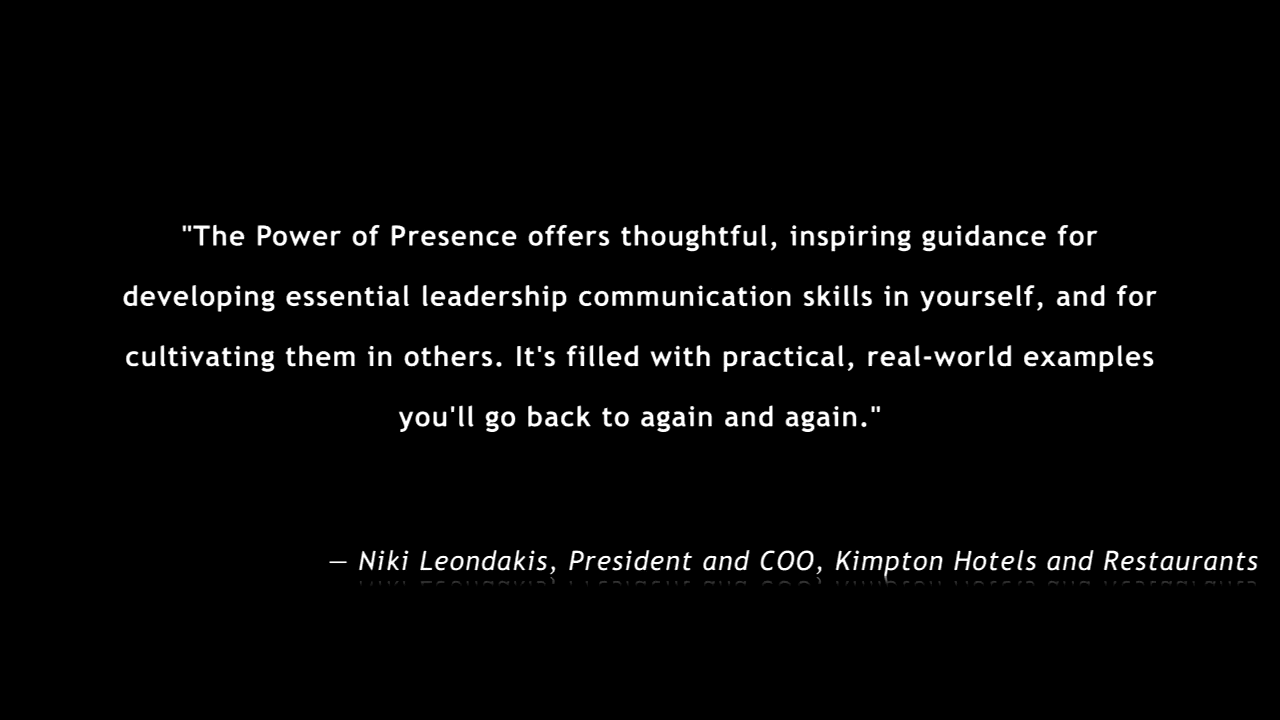 "The Power of Presence offers thoughtful, inspiring guidance for
developing essential leadership communication skills in yourself, and for
cultivating them in others. It's filled with practical, real-world examples
you'll go back to again and again."
— Niki Leondakis, President and COO, Kimpton Hotels and Restaurants